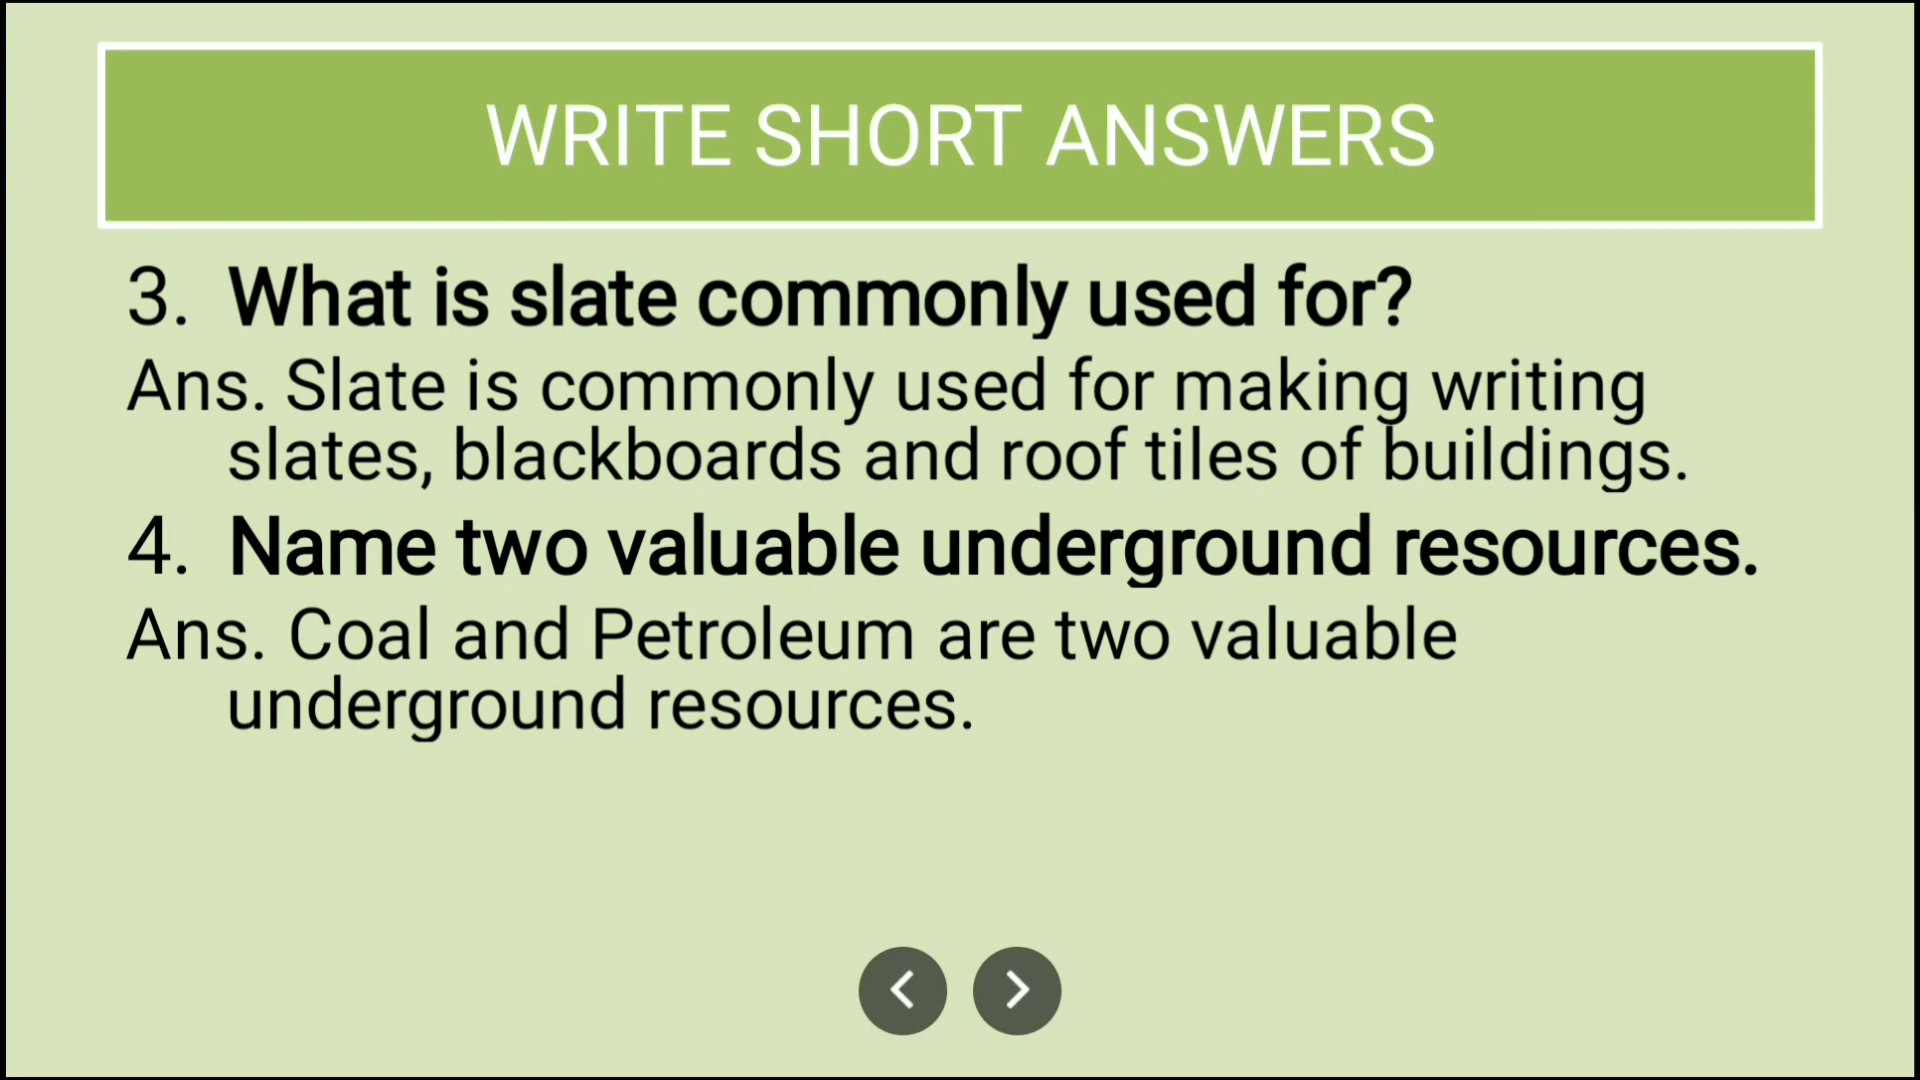 WRITE SHORT ANSWERS
3. What is slate commonly used for?
Ans. Slate is commonly used for making writing
slates, blackboards and roof tiles of buildings.
4. Name two valuable underground resources.
Ans. Coal and Petroleum are two valuable
underground resources.